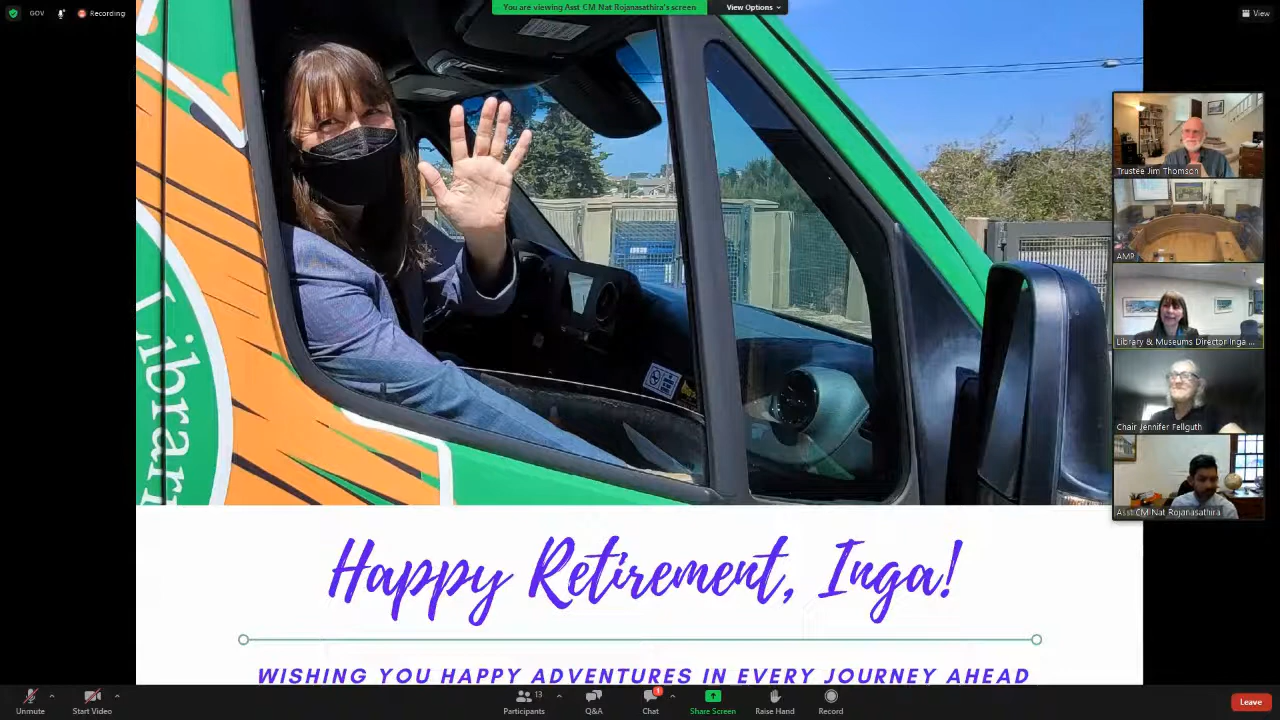 GOV
Recording
You are viewing Asst CM Nat Rojanasathira's screen
View Options
View
Library
Trustee Jim Thomson
AMP
Library & Museums Director Inga ...
Chair Jennifer Fellguth
Asst CM Nat Rojanasathira
Happy Retirement, Inga!
WISHING YOU HAPPY ADVENTURES IN EVERY JOURNEY AHEAD
Unmute
Start Video
Participants
13
Q&A
Chat
1
Share Screen
Raise Hand
Record
Leave